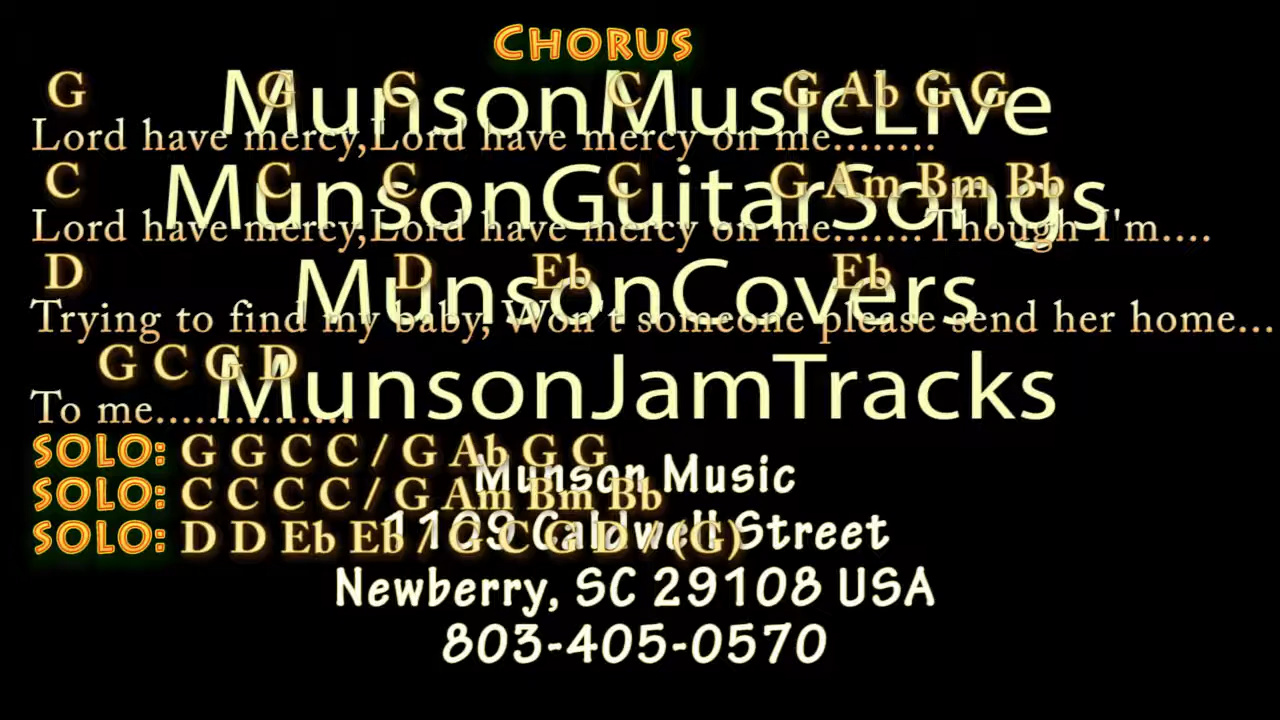 CHORUS
G G C C G Ab G G
MunsonMusicLive
Lord have mercy,Lord have mercy on me........
C C C C G Am Bm Bb
MunsonGuitarSongs
Lord have mercy,Lord have mercy on me.......Though I'm....
D D Eb Eb
MunsonCovers
Trying to find my baby, Won't someone please send her home...
G C G D
MunsonJamTracks
To me...............
SOLO: G G C C / G Ab G G
Munson Music
SOLO: C C C C / G Am Bm Bb
SOLO: D D Eb Eb / G C G D / (G)
1109 Caldwell Street
Newberry, SC 29108 USA
803-405-0570